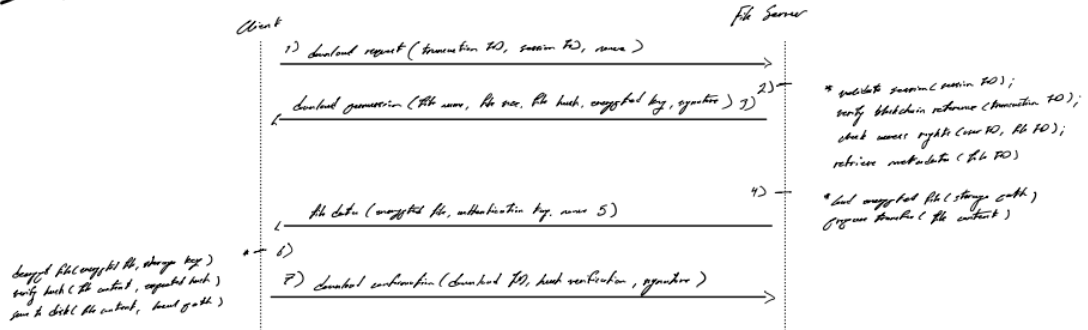 Client
File Server
1) download request (transaction ID, session ID, nonce)
2)
* validate session (session ID);
verify blockchain reference (transaction ID);
check access rights (user ID, file ID);
retrieve metadata (file ID)
download permission (file name, file size, file hash, encrypted key, signature) 3)
4)
* load encrypted file (storage path)
prepare transfer (file content)
file data (encrypted file, authentication tag, nonce 5)
* 6)
decrypt file (encrypted file, storage key)
verify hash (file content, expected hash)
save to disk (file content, local path)
7) download confirmation (download ID, hash verification, signature)